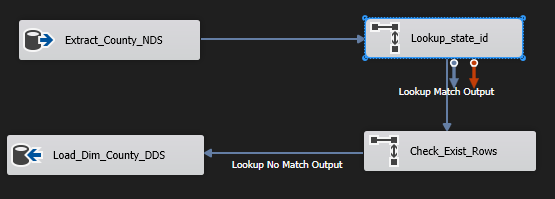 Extract_County_NDS
Lookup_state_id
Lookup Match Output
Load_Dim_County_DDS
Lookup No Match Output
Check_Exist_Rows